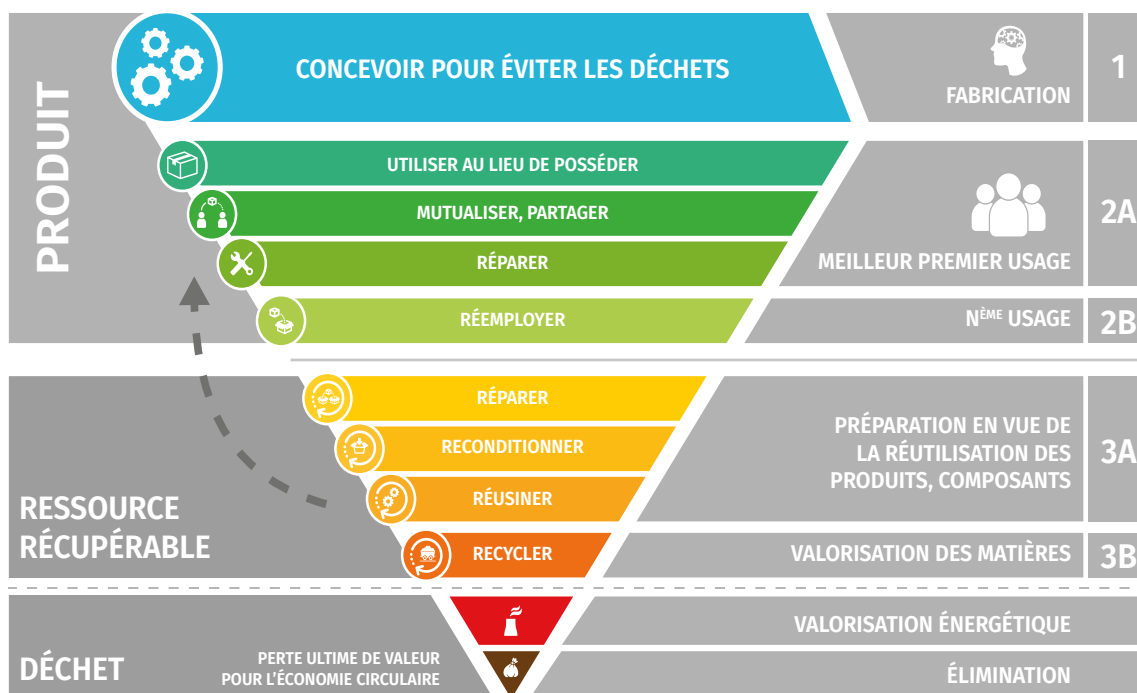 PRODUIT
CONCEVOIR POUR ÉVITER LES DÉCHETS
FABRICATION
1
UTILISER AU LIEU DE POSSÉDER
MUTUALISER, PARTAGER
RÉPARER
MEILLEUR PREMIER USAGE
2A
RÉEMPLOYER
NÈME USAGE
2B
RESSOURCE
RÉCUPÉRABLE
RÉPARER
RECONDITIONNER
RÉUSINER
PRÉPARATION EN VUE DE
LA RÉUTILISATION DES
PRODUITS, COMPOSANTS
3A
RECYCLER
VALORISATION DES MATIÈRES
3B
DÉCHET
PERTE ULTIME DE VALEUR
POUR L'ÉCONOMIE CIRCULAIRE
VALORISATION ÉNERGÉTIQUE
ÉLIMINATION